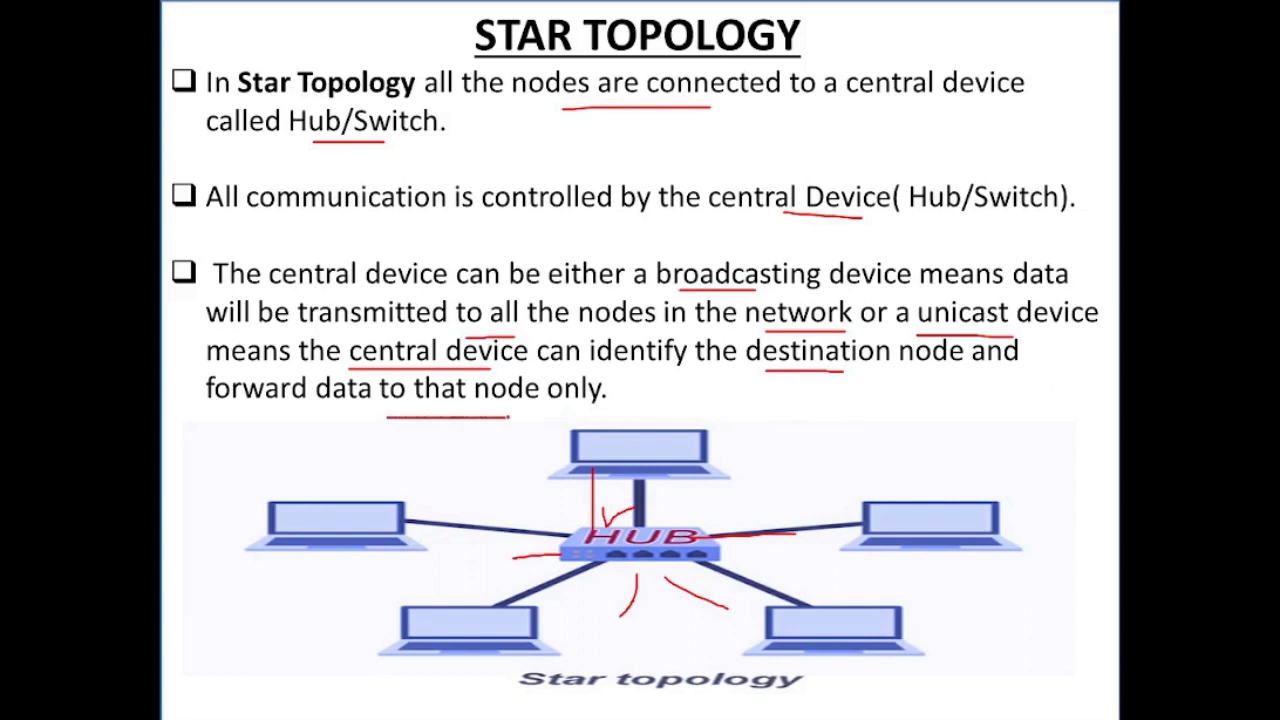 STAR TOPOLOGY
❑ In Star Topology all the nodes are connected to a central device
called Hub/Switch.
❑ All communication is controlled by the central Device( Hub/Switch).
❑ The central device can be either a broadcasting device means data
will be transmitted to all the nodes in the network or a unicast device
means the central device can identify the destination node and
forward data to that node only.
HUB
Star topology